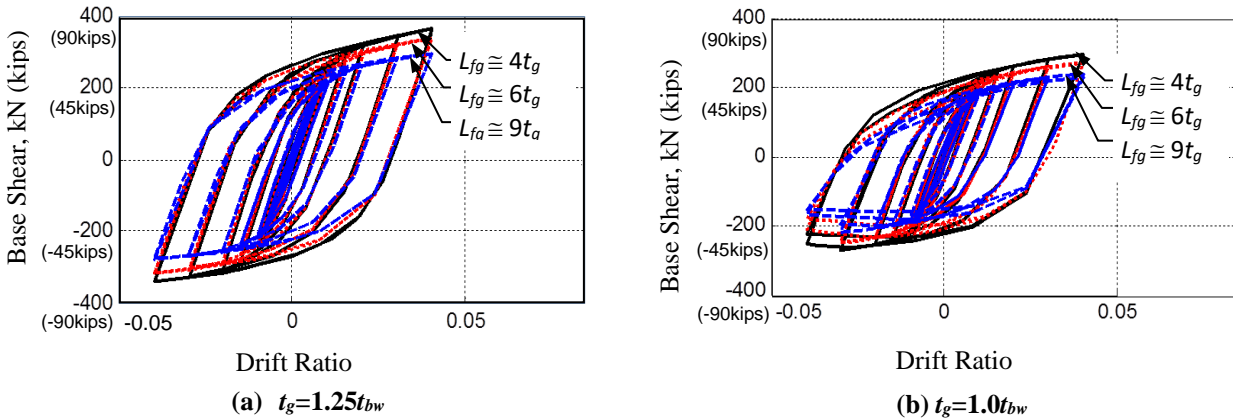 400
(90kips)
200
(45kips)
0
-200
(-45kips)
-400
(-90kips)
Base Shear, kN (kips)
-0.05
0
0.05
Drift Ratio
L_fg ≅ 4t_g
L_fg ≅ 6t_g
L_fa ≅ 9t_a
(a) t_g=1.25t_bw
400
(90kips)
200
(45kips)
0
-200
(-45kips)
-400
(-90kips)
Base Shear, kN (kips)
-0.05
0
0.05
Drift Ratio
L_fg ≅ 4t_g
L_fg ≅ 6t_g
L_fg ≅ 9t_g
(b) t_g=1.0t_bw